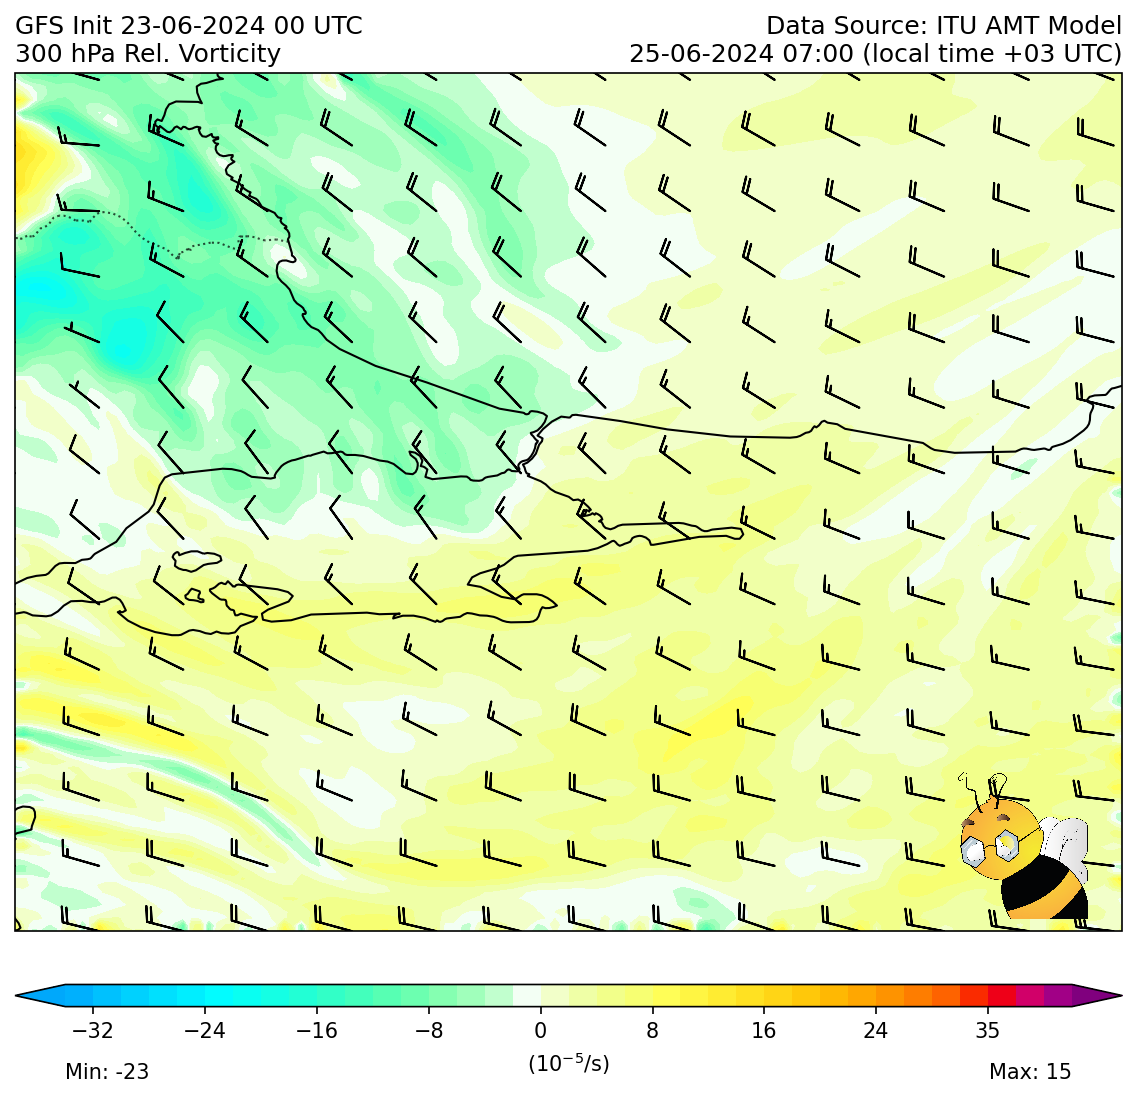 GFS Init 23-06-2024 00 UTC
Data Source: ITU AMT Model
300 hPa Rel. Vorticity
25-06-2024 07:00 (local time +03 UTC)
−32 −24 −16 −8 0 8 16 24 35
(10⁻⁵/s)
Min: -23
Max: 15